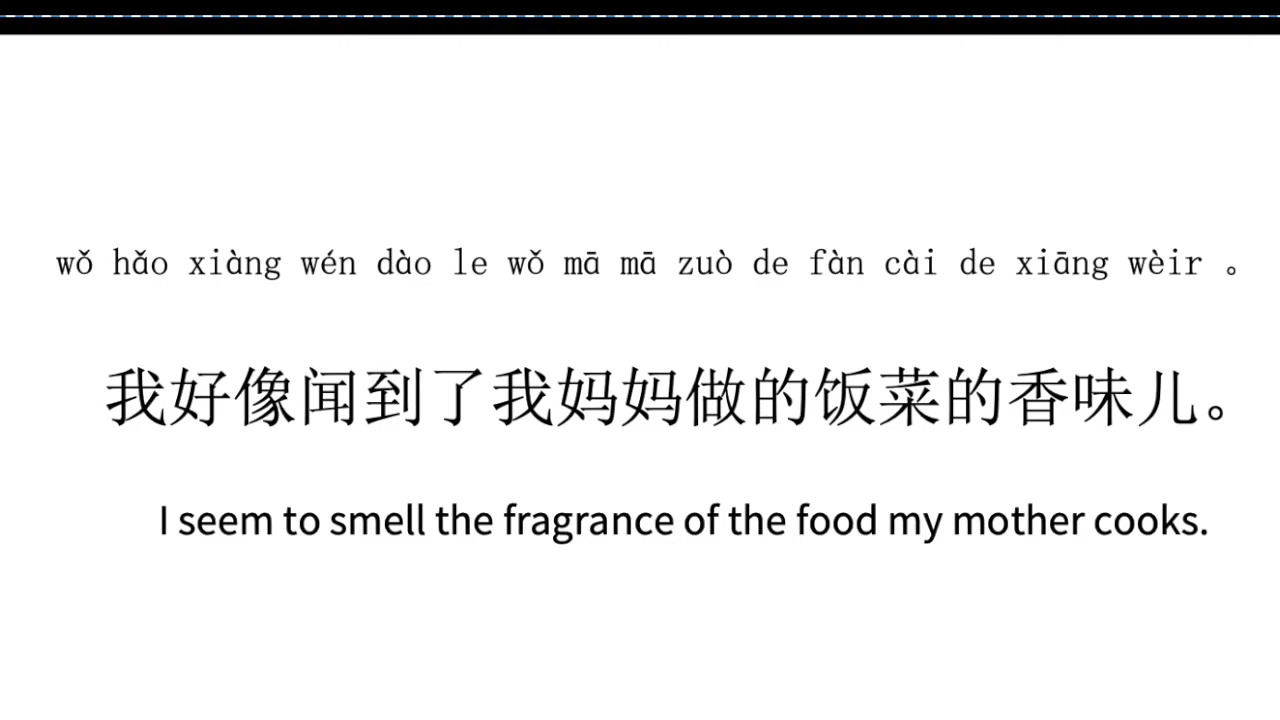 wǒ hǎo xiàng wén dào le wǒ mā mā zuò de fàn cài de xiāng wèir 。
我好像闻到了我妈妈做的饭菜的香味儿。
I seem to smell the fragrance of the food my mother cooks.